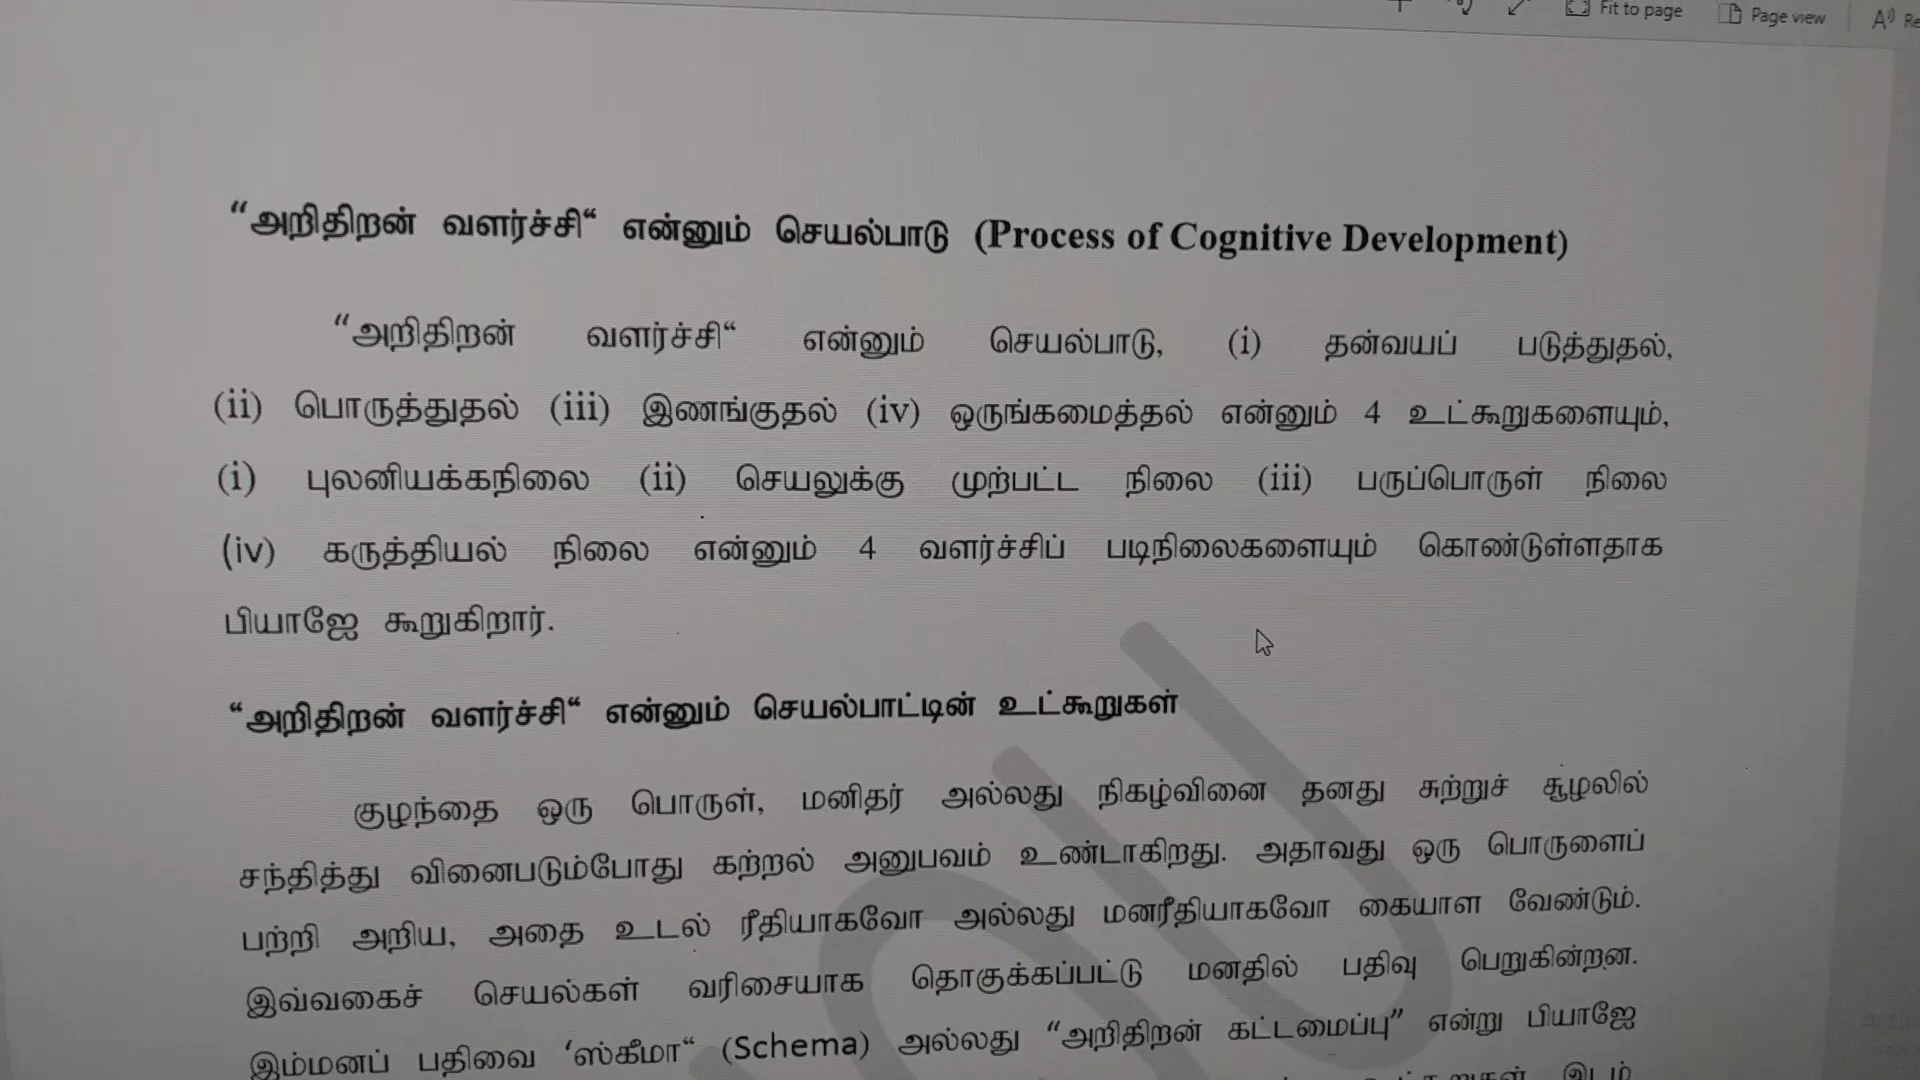 Fit to page Page view
“அறிதிறன் வளர்ச்சி“ என்னும் செயல்பாடு (Process of Cognitive Development)
“அறிதிறன் வளர்ச்சி“ என்னும் செயல்பாடு, (i) தன்வயப் படுத்துதல்,
(ii) பொருத்துதல் (iii) இணங்குதல் (iv) ஒருங்கமைத்தல் என்னும் 4 உட்கூறுகளையும்,
(i) புலனியக்கநிலை (ii) செயலுக்கு முற்பட்ட நிலை (iii) பருப்பொருள் நிலை
(iv) கருத்தியல் நிலை என்னும் 4 வளர்ச்சிப் படிநிலைகளையும் கொண்டுள்ளதாக
பியாஜே கூறுகிறார்.
“அறிதிறன் வளர்ச்சி“ என்னும் செயல்பாட்டின் உட்கூறுகள்
குழந்தை ஒரு பொருள், மனிதர் அல்லது நிகழ்வினை தனது சுற்றுச் சூழலில்
சந்தித்து வினைபடும்போது கற்றல் அனுபவம் உண்டாகிறது. அதாவது ஒரு பொருளைப்
பற்றி அறிய, அதை உடல் ரீதியாகவோ அல்லது மனரீதியாகவோ கையாள வேண்டும்.
இவ்வகைச் செயல்கள் வரிசையாக தொகுக்கப்பட்டு மனதில் பதிவு பெறுகின்றன.
இம்மனப் பதிவை ‘ஸ்கீமா“ (Schema) அல்லது “அறிதிறன் கட்டமைப்பு” என்று பியாஜே